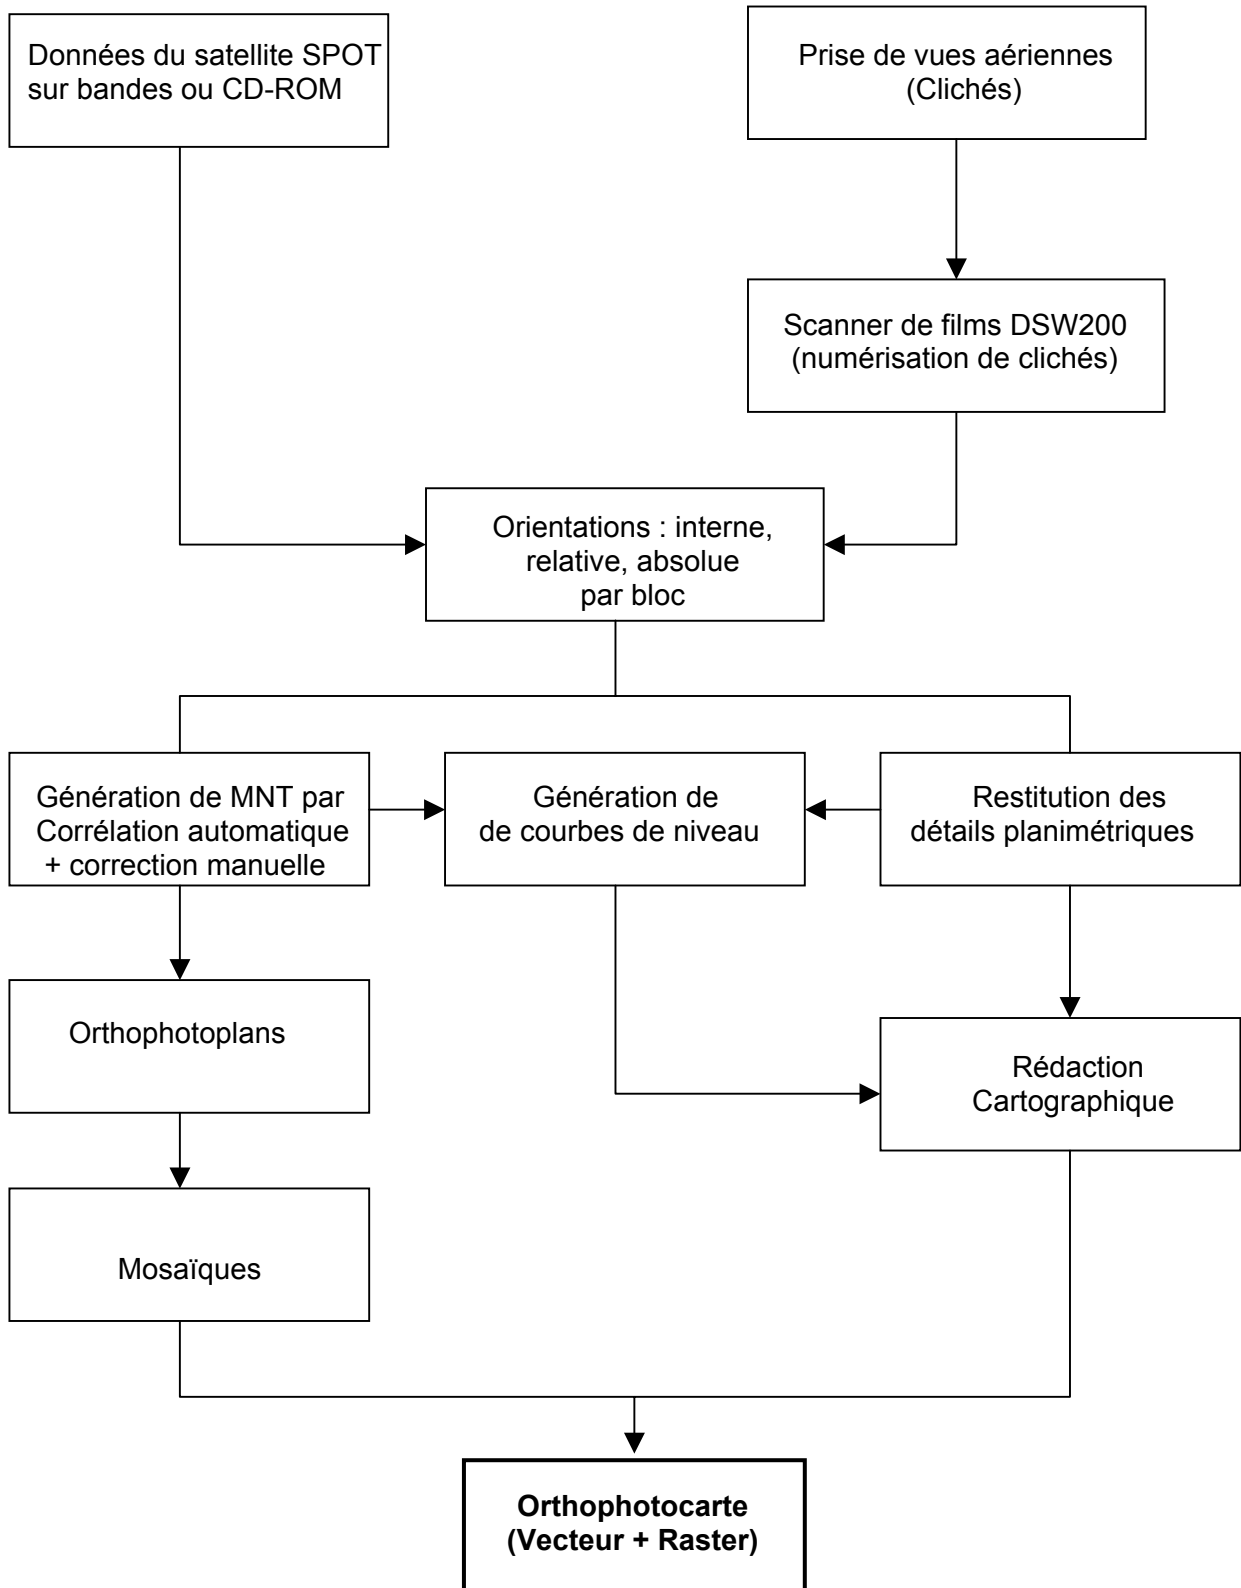 Données du satellite SPOT
sur bandes ou CD-ROM
Prise de vues aériennes
(Clichés)
Scanner de films DSW200
(numérisation de clichés)
Orientations : interne,
relative, absolue
par bloc
Génération de MNT par
Corrélation automatique
+ correction manuelle
Génération de
de courbes de niveau
Restitution des
détails planimétriques
Orthophotoplans
Rédaction
Cartographique
Mosaïques
Orthophotocarte
(Vecteur + Raster)